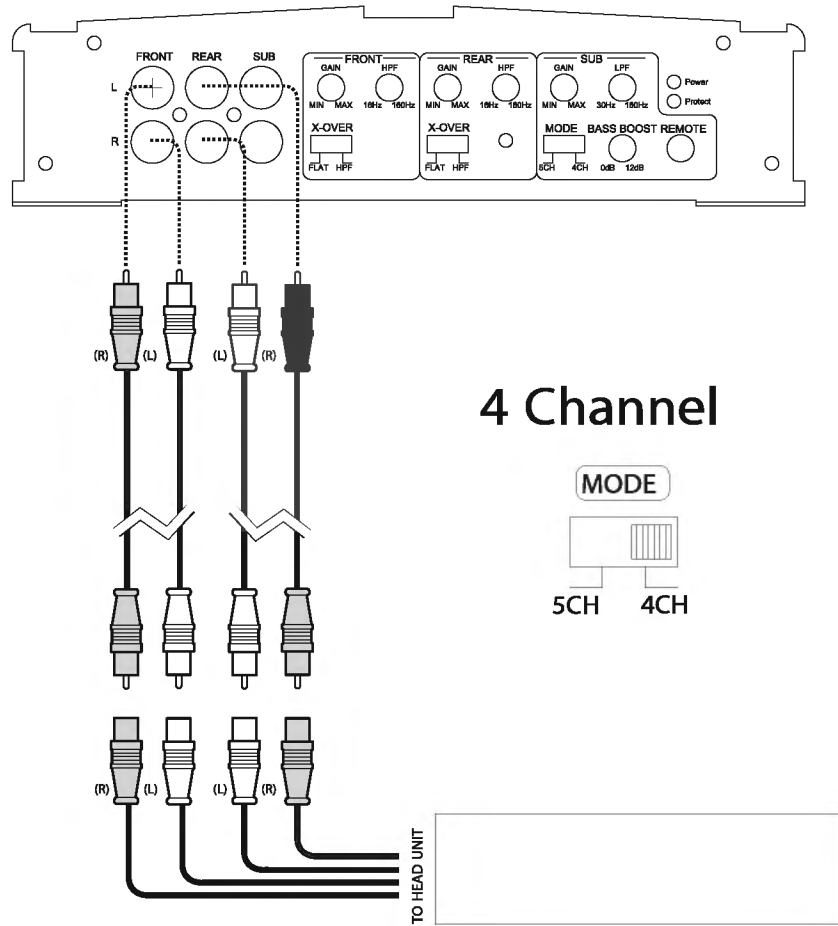 FRONT REAR SUB
L
R
FRONT
GAIN HPF
MIN MAX 16Hz 160Hz
X-OVER
FLAT HPF
REAR
GAIN HPF
MIN MAX 16Hz 160Hz
X-OVER
FLAT HPF
SUB
GAIN LPF
MIN MAX 30Hz 150Hz
MODE BASS BOOST REMOTE
5CH 4CH 0dB 12dB
Power
Protect
(R) (L) (L) (R)
4 Channel
MODE
5CH 4CH
(R) (L) (L) (R)
TO HEAD UNIT